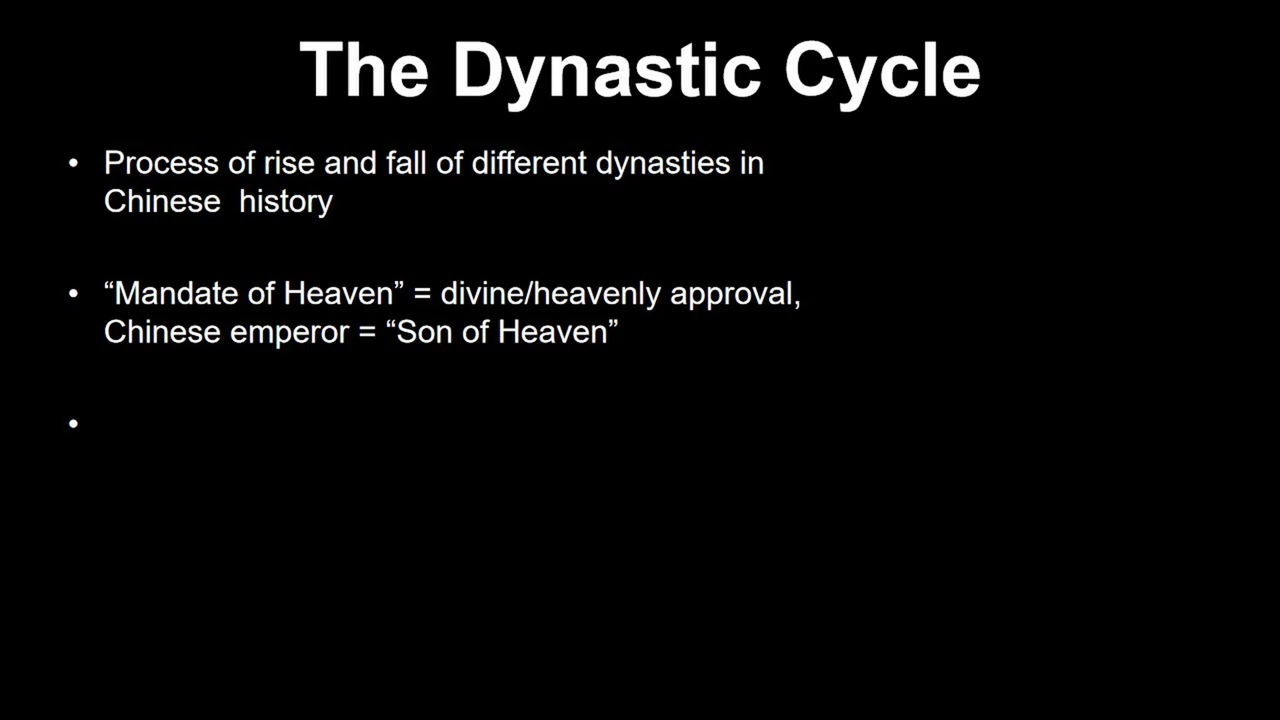 The Dynastic Cycle
• Process of rise and fall of different dynasties in
Chinese  history
• “Mandate of Heaven” = divine/heavenly approval,
Chinese emperor = “Son of Heaven”
•